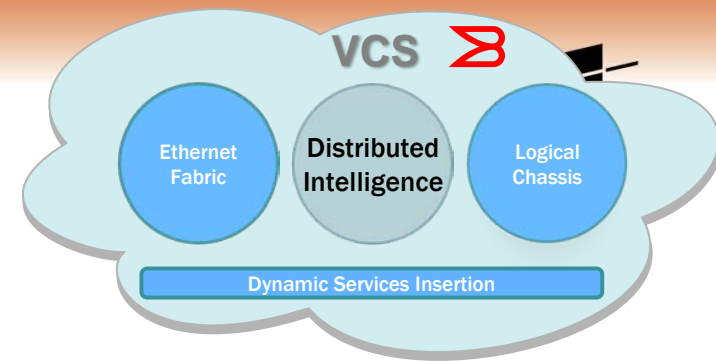 VCS
Ethernet
Fabric
Distributed
Intelligence
Logical
Chassis
Dynamic Services Insertion